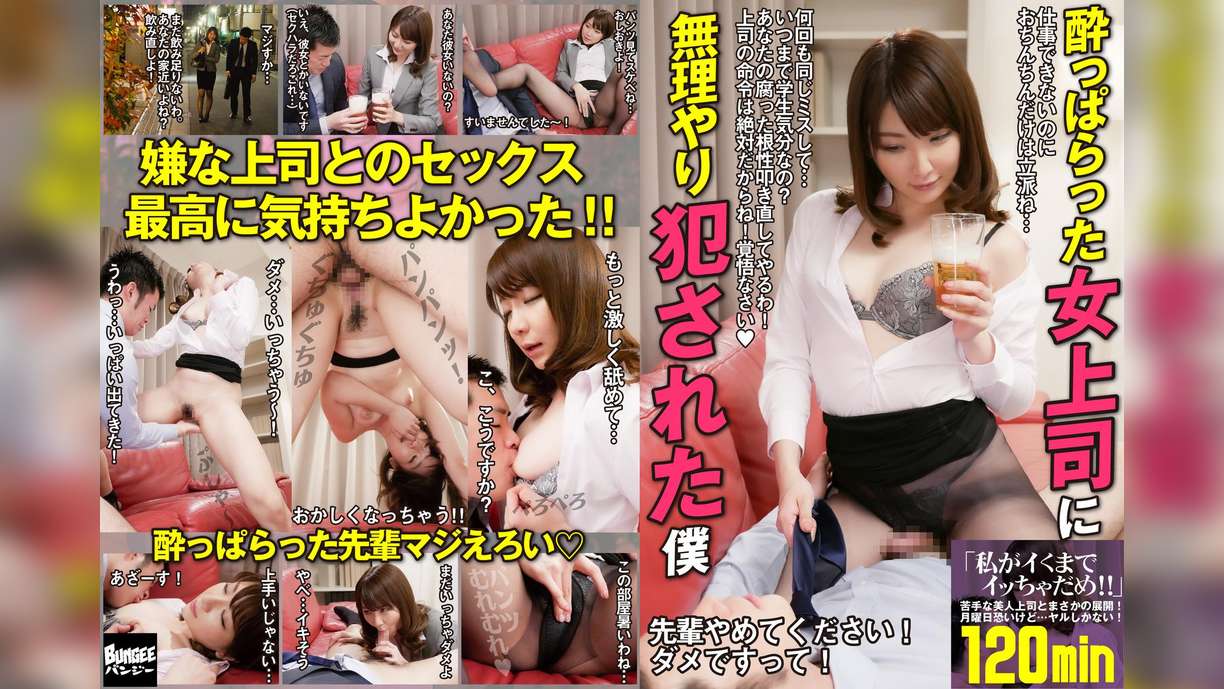 酔っぱらった女上司に
無理やり犯された僕
仕事できないのに
おちんちんだけは立派ね…
何回も同じミスして…
いつまで学生気分なの？
あなたの腐った根性叩き直してやるわ！
上司の命令は絶対だからね！覚悟なさい♥
先輩やめてください！
ダメですって！
「私がイくまで
イッちゃだめ!!」
苦手な美人上司とまさかの展開！
月曜日恐いけど…ヤルしかない！
120min
パンツ見てスケベね…
おしおきよ！
すいませんでした〜！
あなた彼女いないの？
いえ、彼女とかいないです
（セクハラだろこれ…）
マジすか…
まだ飲み足りないわ。
あなたの家近いよね？
飲み直しよ！
嫌な上司とのセックス
最高に気持ちよかった!!
もっと激しく舐めて…
こ、こうですか？
ぺろぺろ
パンパンッ！
ぐちゅぐちゅ
おかしくなっちゃう!!
ダメ…いっちゃう〜！
うわっ…いっぱい出てきた！
酔っぱらった先輩マジえろい♡
この部屋暑いわね…
パンツ
むれむれ
まだいっちゃダメよ
やべ…イキそう
上手いじゃない…
あざーす！
BUNGEE
バンジー